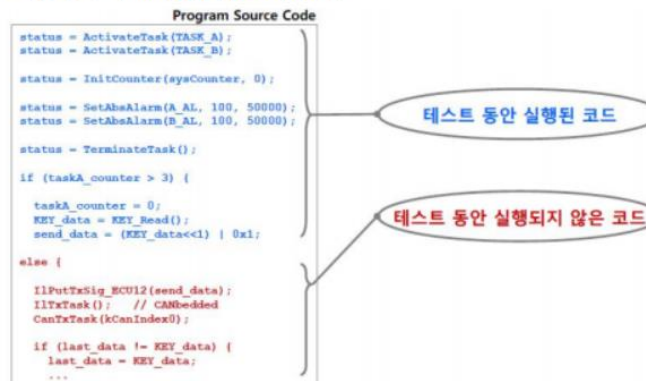 Program Source Code
status = ActivateTask(TASK_A);
status = ActivateTask(TASK_B);
status = InitCounter(sysCounter, 0);
status = SetAbsAlarm(A_AL, 100, 50000);
status = SetAbsAlarm(B_AL, 100, 50000);
status = TerminateTask();
if (taskA_counter > 3) {
taskA_counter = 0;
KEY_data = KEY_Read();
send_data = (KEY_data<<1) | 0x1;
else {
IlPutTxSig_ECU12(send_data);
IlTxTask(); // CANbedded
CanTxTask(kCanIndex0);
if (last_data != KEY_data) {
last_data = KEY_data;
...
테스트 동안 실행된 코드
테스트 동안 실행되지 않은 코드